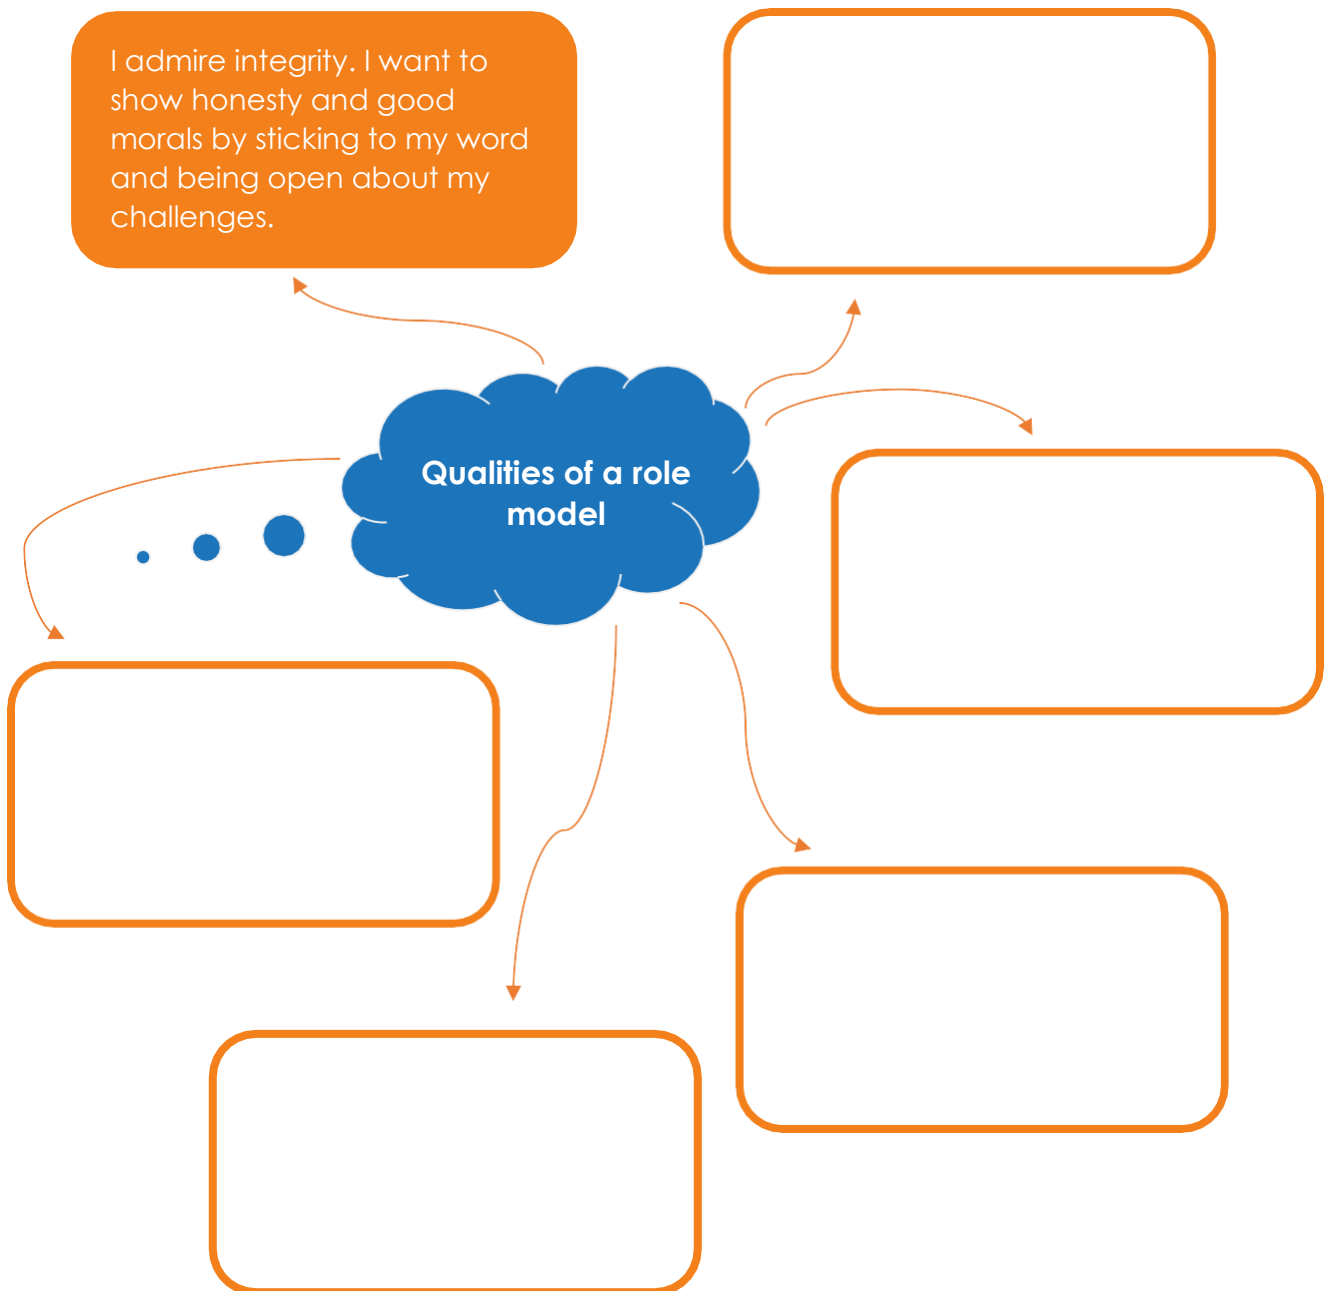 I admire integrity. I want to
show honesty and good
morals by sticking to my word
and being open about my
challenges.
Qualities of a role
model